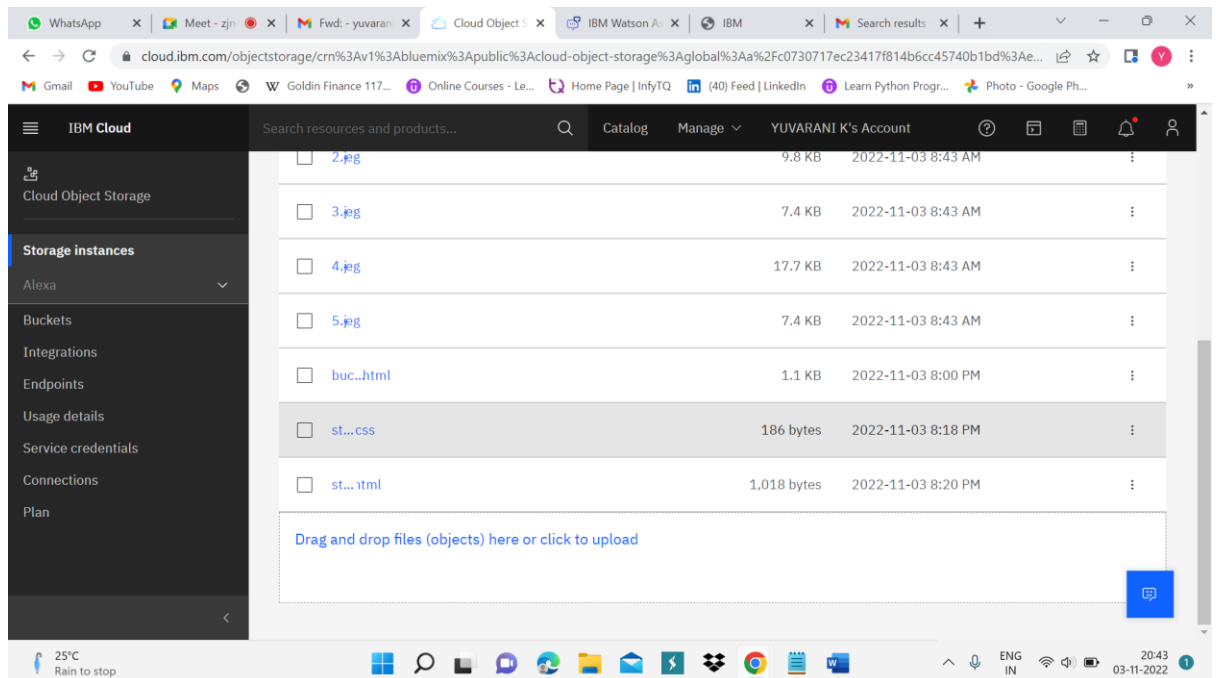 WhatsApp Meet - zjn Fwd: - yuvaran Cloud Object S IBM Watson As IBM Search results
cloud.ibm.com/objectstorage/crn%3Av1%3Abluemix%3Apublic%3Acloud-object-storage%3Aglobal%3Aa%2Fc0730717ec23417f814b6cc45740b1bd%3Ae... Y
Gmail YouTube Maps Goldin Finance 117... Online Courses - Le... Home Page | InfyTQ (40) Feed | LinkedIn Learn Python Progr... Photo - Google Ph... »
IBM Cloud Search resources and products... Catalog Manage YUVARANI K's Account
Cloud Object Storage
Storage instances
Alexa
Buckets
Integrations
Endpoints
Usage details
Service credentials
Connections
Plan
2.jeg 9.8 KB 2022-11-03 8:43 AM
3.jeg 7.4 KB 2022-11-03 8:43 AM
4.jeg 17.7 KB 2022-11-03 8:43 AM
5.jeg 7.4 KB 2022-11-03 8:43 AM
buc..html 1.1 KB 2022-11-03 8:00 PM
st...css 186 bytes 2022-11-03 8:18 PM
st...html 1,018 bytes 2022-11-03 8:20 PM
Drag and drop files (objects) here or click to upload
25°C
Rain to stop
ENG
IN
20:43
03-11-2022
1